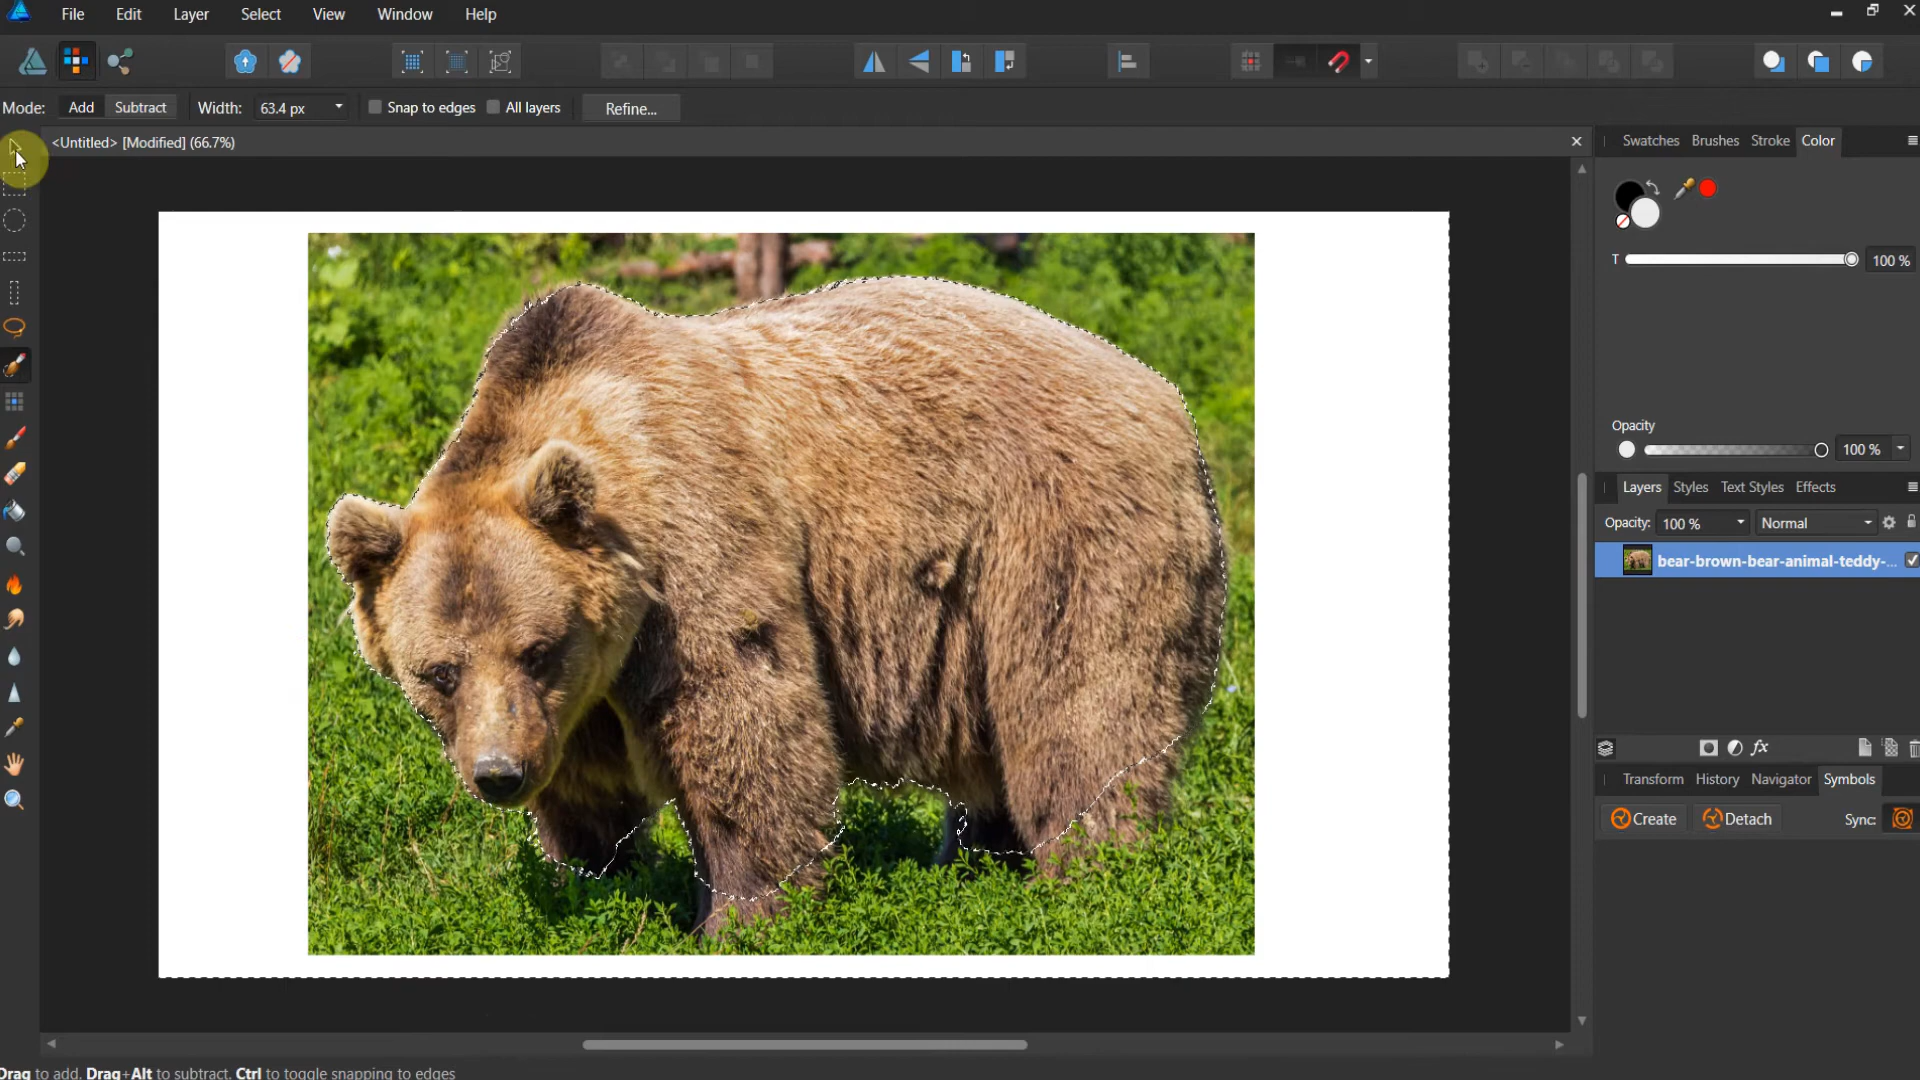 File Edit Layer Select View Window Help
Mode: Add Subtract Width: 63.4 px Snap to edges All layers Refine...
<Untitled> [Modified] (66.7%)
Swatches Brushes Stroke Color
T 100 %
Opacity
100 %
Layers Styles Text Styles Effects
Opacity: 100 % Normal
bear-brown-bear-animal-teddy-...
fx
Transform History Navigator Symbols
Create Detach Sync:
Drag to add. Drag+Alt to subtract. Ctrl to toggle snapping to edges